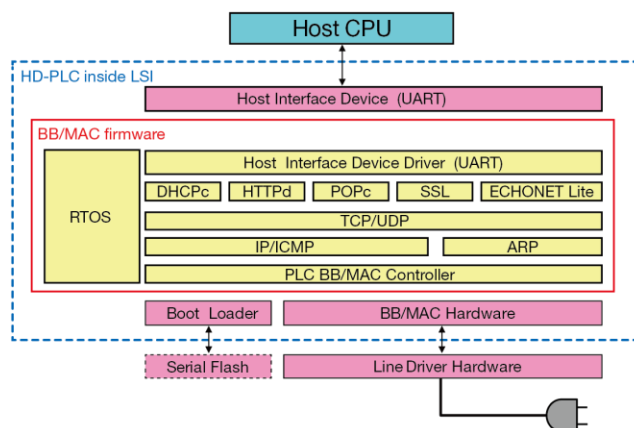 Host CPU
HD-PLC inside LSI
Host Interface Device (UART)
BB/MAC firmware
RTOS
Host Interface Device Driver (UART)
DHCPc HTTPd POPc SSL ECHONET Lite
TCP/UDP
IP/ICMP ARP
PLC BB/MAC Controller
Boot Loader BB/MAC Hardware
Serial Flash Line Driver Hardware